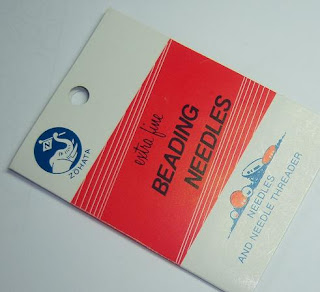 ZOHATA
extra fine
BEADING
NEEDLES
NEEDLES
AND NEEDLE THREADER